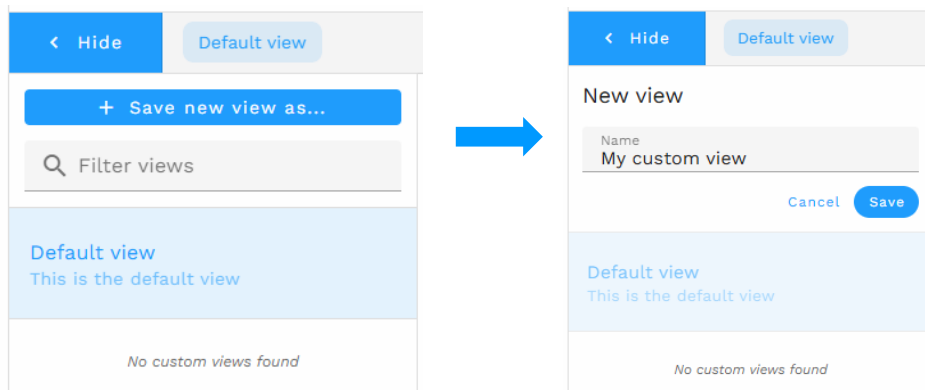 Hide
Default view
+ Save new view as...
Filter views
Default view
This is the default view
No custom views found
Hide
Default view
New view
Name
My custom view
Cancel
Save
Default view
This is the default view
No custom views found